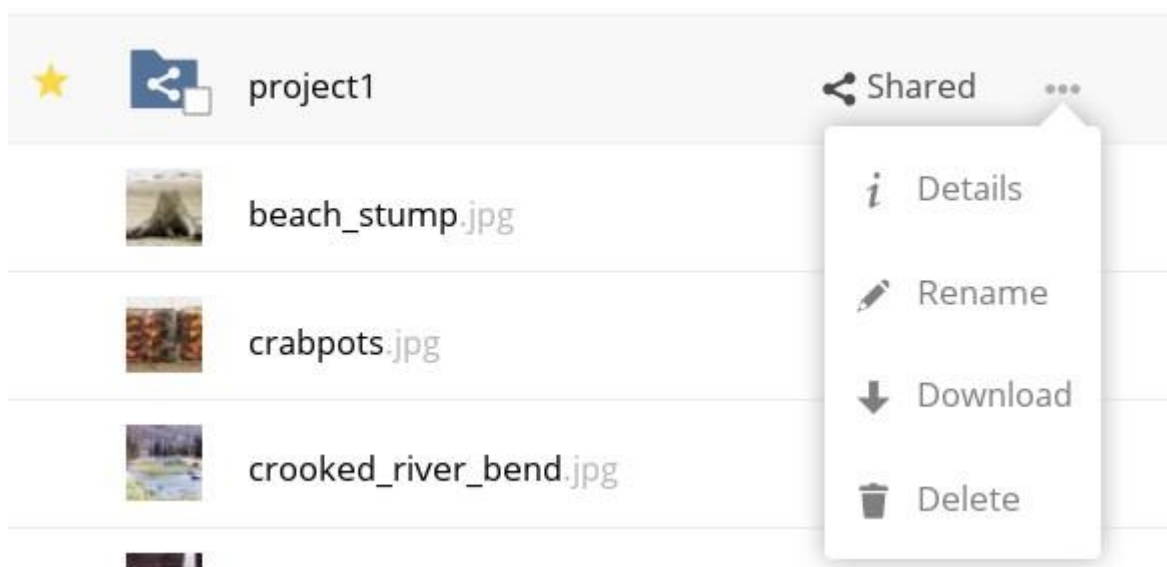 project1 Shared
Details
beach_stump.jpg
Rename
crabpots.jpg
Download
crooked_river_bend.jpg
Delete